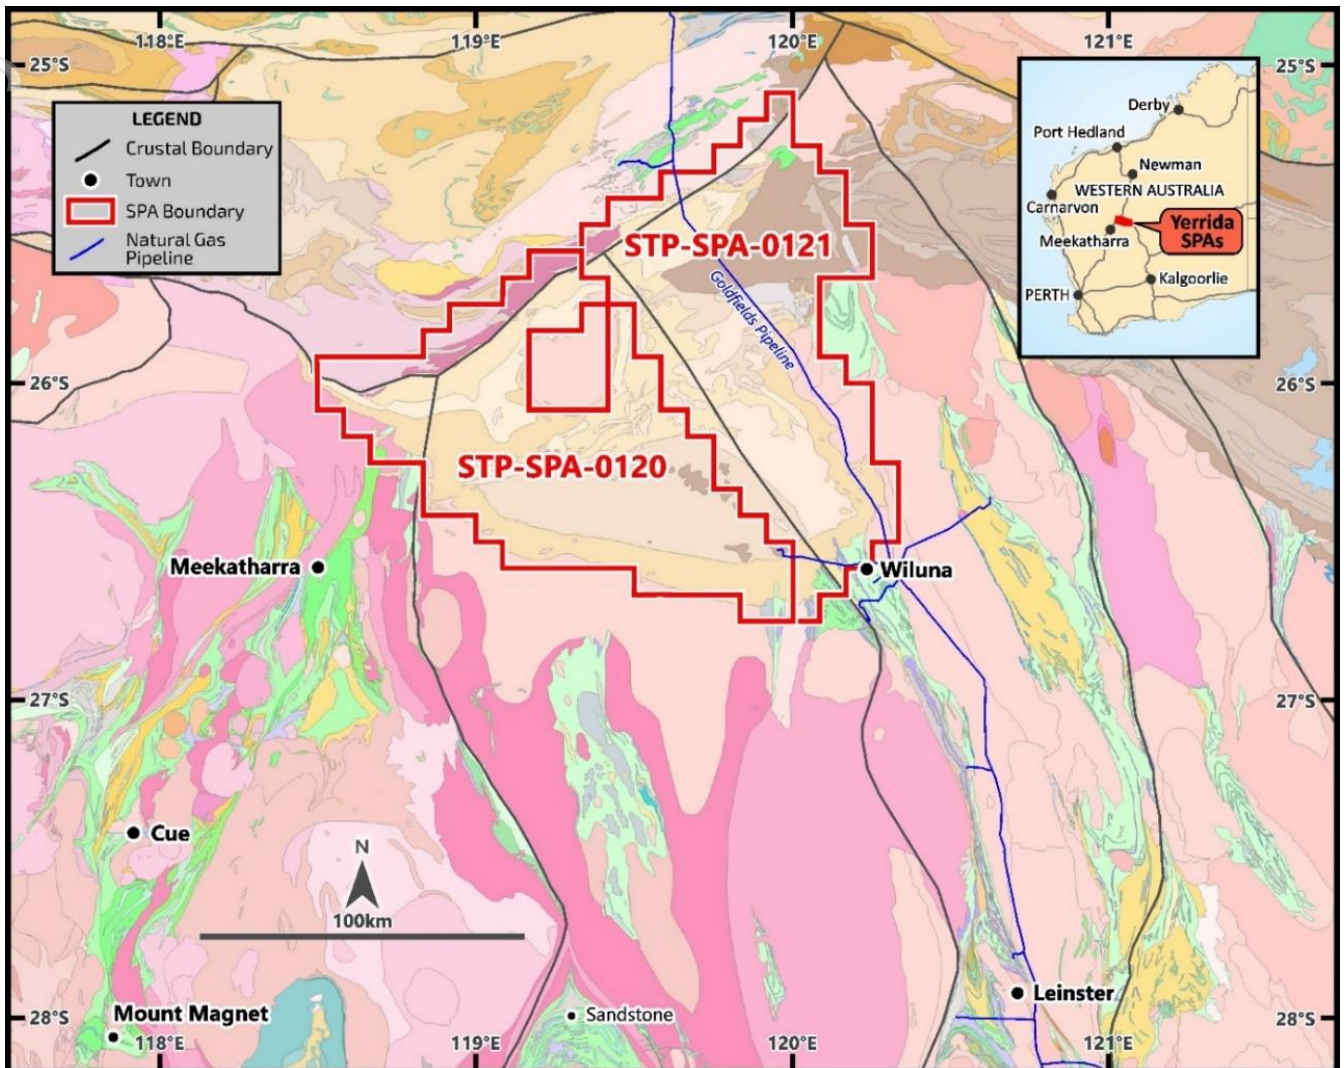 118°E
119°E
120°E
121°E
25°S
25°S
LEGEND
Crustal Boundary
Town
SPA Boundary
Natural Gas
Pipeline
Derby
Port Hedland
Newman
WESTERN AUSTRALIA
Carnarvon
Meekatharra
Yerrida
SPAs
Kalgoorlie
PERTH
STP-SPA-0121
Goldfields Pipeline
26°S
26°S
STP-SPA-0120
Meekatharra
Wiluna
27°S
27°S
Cue
N
100km
Mount Magnet
Sandstone
Leinster
28°S
28°S
118°E
119°E
120°E
121°E